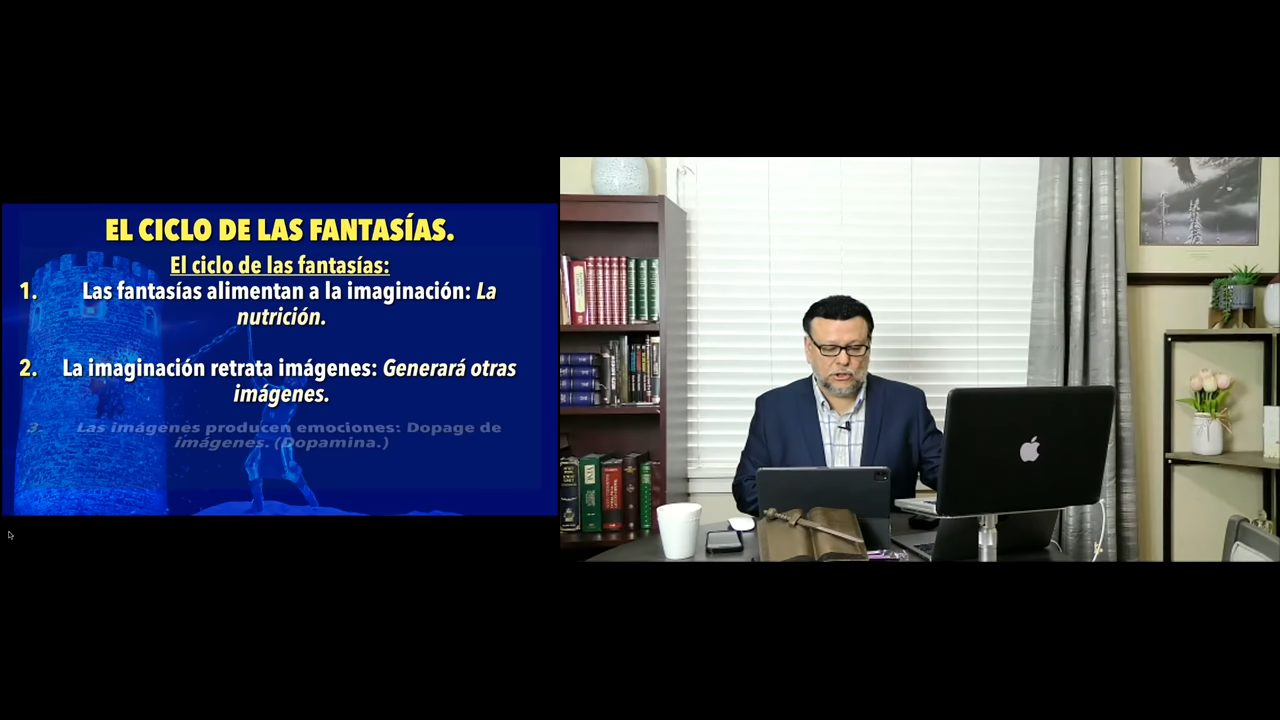 EL CICLO DE LAS FANTASÍAS.
El ciclo de las fantasías:
1. Las fantasías alimentan a la imaginación: La
nutrición.
2. La imaginación retrata imágenes: Generará otras
imágenes.
3. Las imágenes producen emociones: Dopage de
imágenes. (Dopamina.)